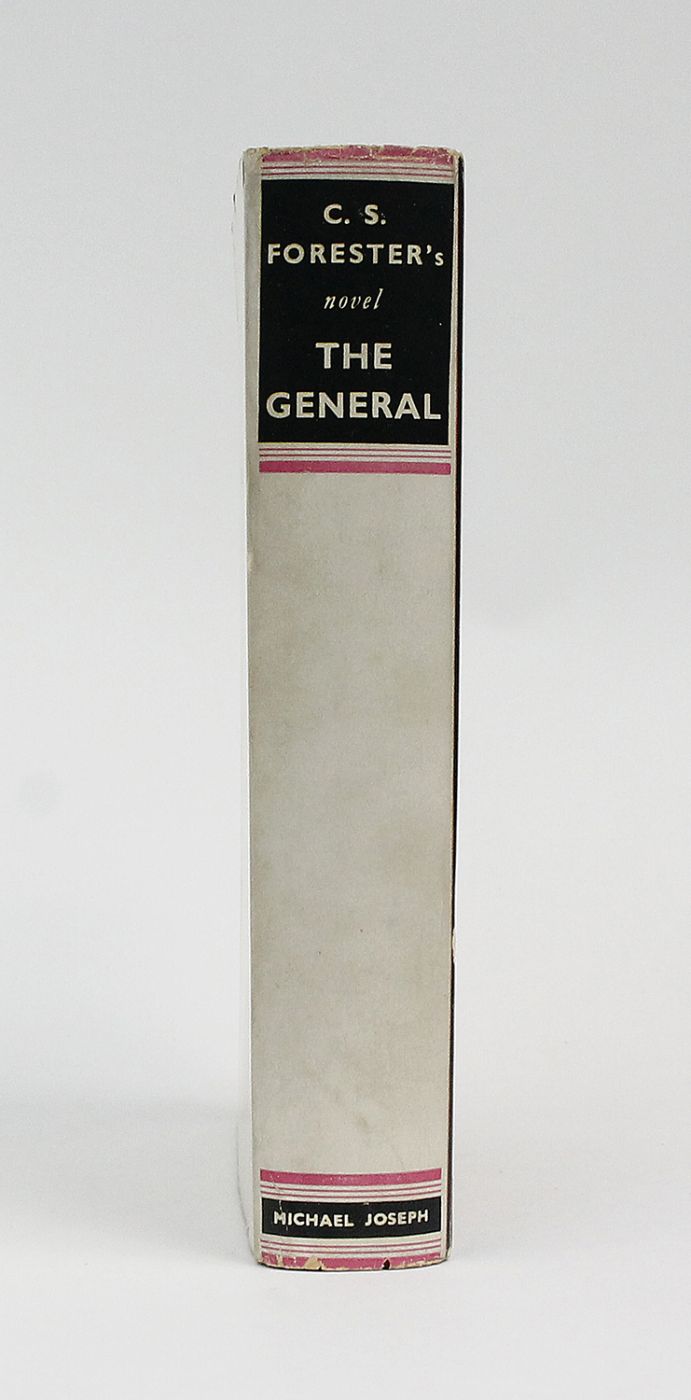 C. S.
FORESTER's
novel
THE
GENERAL
MICHAEL JOSEPH